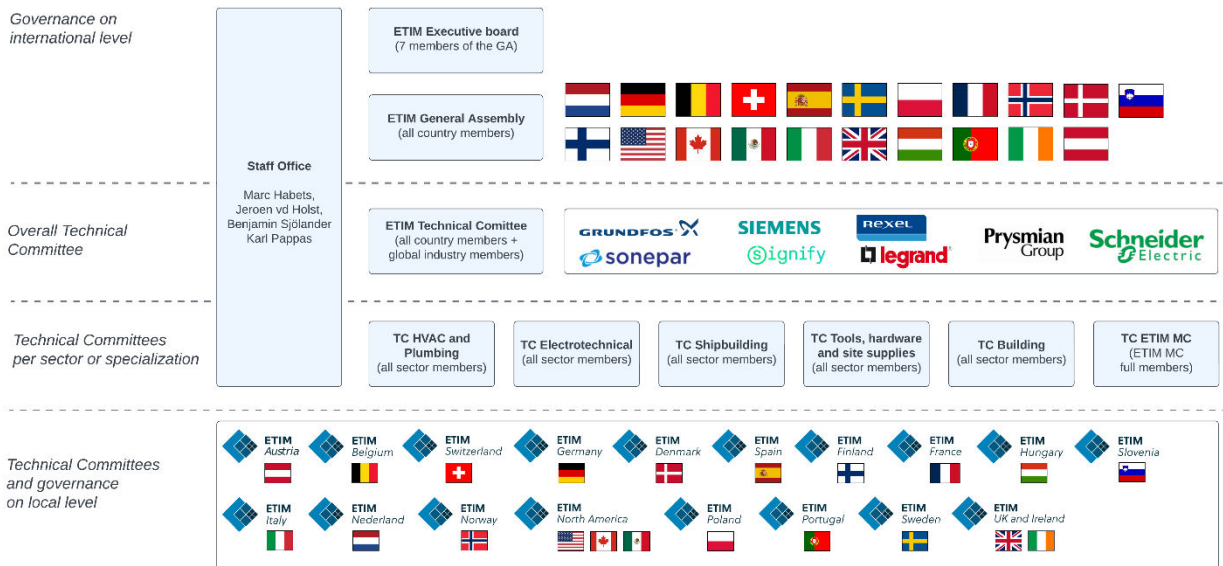 Governance on
international level
ETIM Executive board
(7 members of the GA)
ETIM General Assembly
(all country members)
Staff Office
Marc Habets,
Jeroen vd Holst,
Benjamin Sjölander
Karl Pappas
Overall Technical
Committee
ETIM Technical Comittee
(all country members +
global industry members)
GRUNDFOS
SIEMENS
REXEL
Prysmian
Group
Schneider
Electric
sonepar
Signify
legrand
Technical Committees
per sector or specialization
TC HVAC and
Plumbing
(all sector members)
TC Electrotechnical
(all sector members)
TC Shipbuilding
(all sector members)
TC Tools, hardware
and site supplies
(all sector members)
TC Building
(all sector members)
TC ETIM MC
(ETIM MC
full members)
Technical Committees
and governance
on local level
ETIM
Austria
ETIM
Belgium
ETIM
Switzerland
ETIM
Germany
ETIM
Denmark
ETIM
Spain
ETIM
Finland
ETIM
France
ETIM
Hungary
ETIM
Slovenia
ETIM
Italy
ETIM
Nederland
ETIM
Norway
ETIM
North America
ETIM
Poland
ETIM
Portugal
ETIM
Sweden
ETIM
UK and Ireland